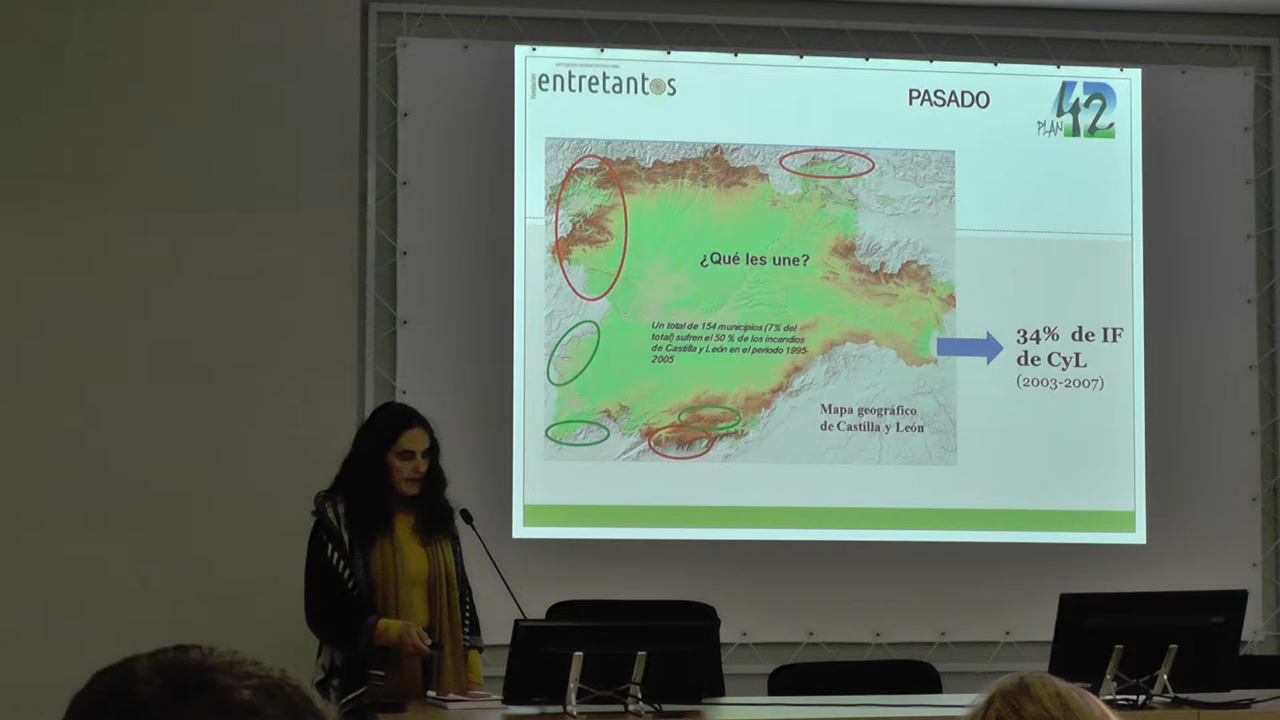 fundación
entretantos
PASADO
PLAN 42
¿Qué les une?
Un total de 154 municipios (7% del
total) sufren el 50 % de los incendios
de Castilla y León en el periodo 1995-
2005
34% de IF
de CyL
(2003-2007)
Mapa geográfico
de Castilla y León